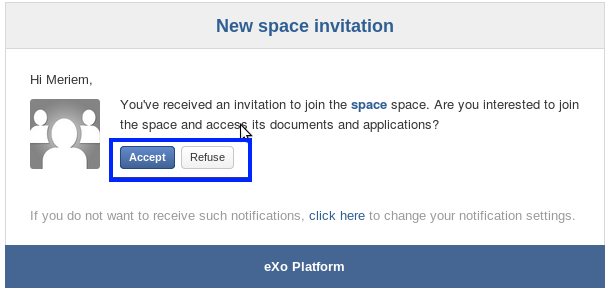 New space invitation
Hi Meriem,
You've received an invitation to join the space space. Are you interested to join
the space and access its documents and applications?
Accept Refuse
If you do not want to receive such notifications, click here to change your notification settings.
eXo Platform